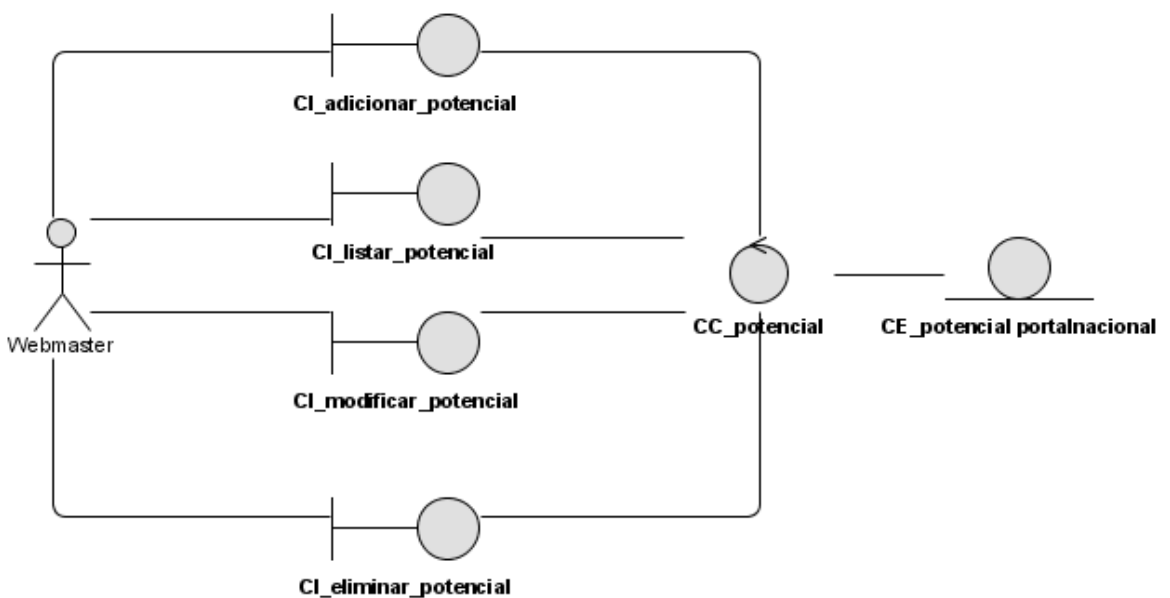 CI_adicionar_potencial
CI_listar_potencial
CC_potencial
CE_potencial portalnacional
Webmaster
CI_modificar_potencial
CI_eliminar_potencial